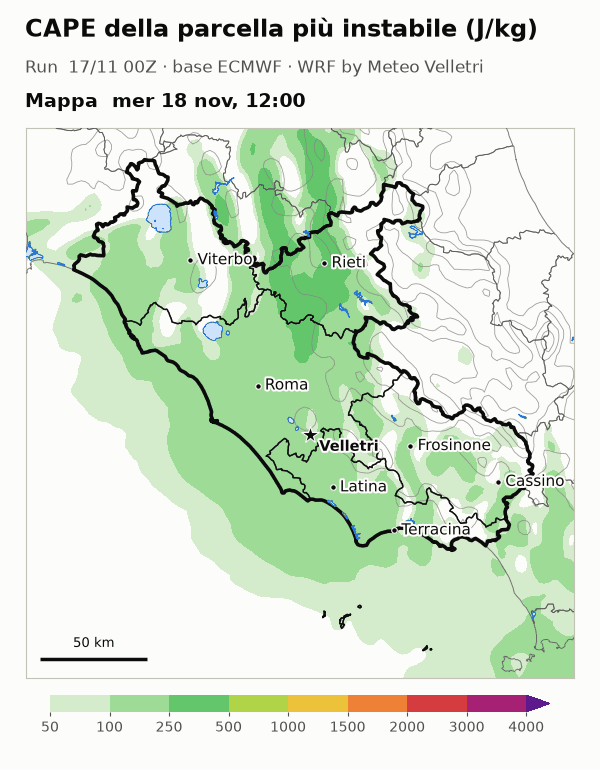 CAPE della parcella più instabile (J/kg)
Run  17/11 00Z · base ECMWF · WRF by Meteo Velletri
Mappa  mer 18 nov, 12:00
Viterbo
Rieti
Roma
Velletri
Frosinone
Cassino
Latina
Terracina
50 km
50 100 250 500 1000 1500 2000 3000 4000